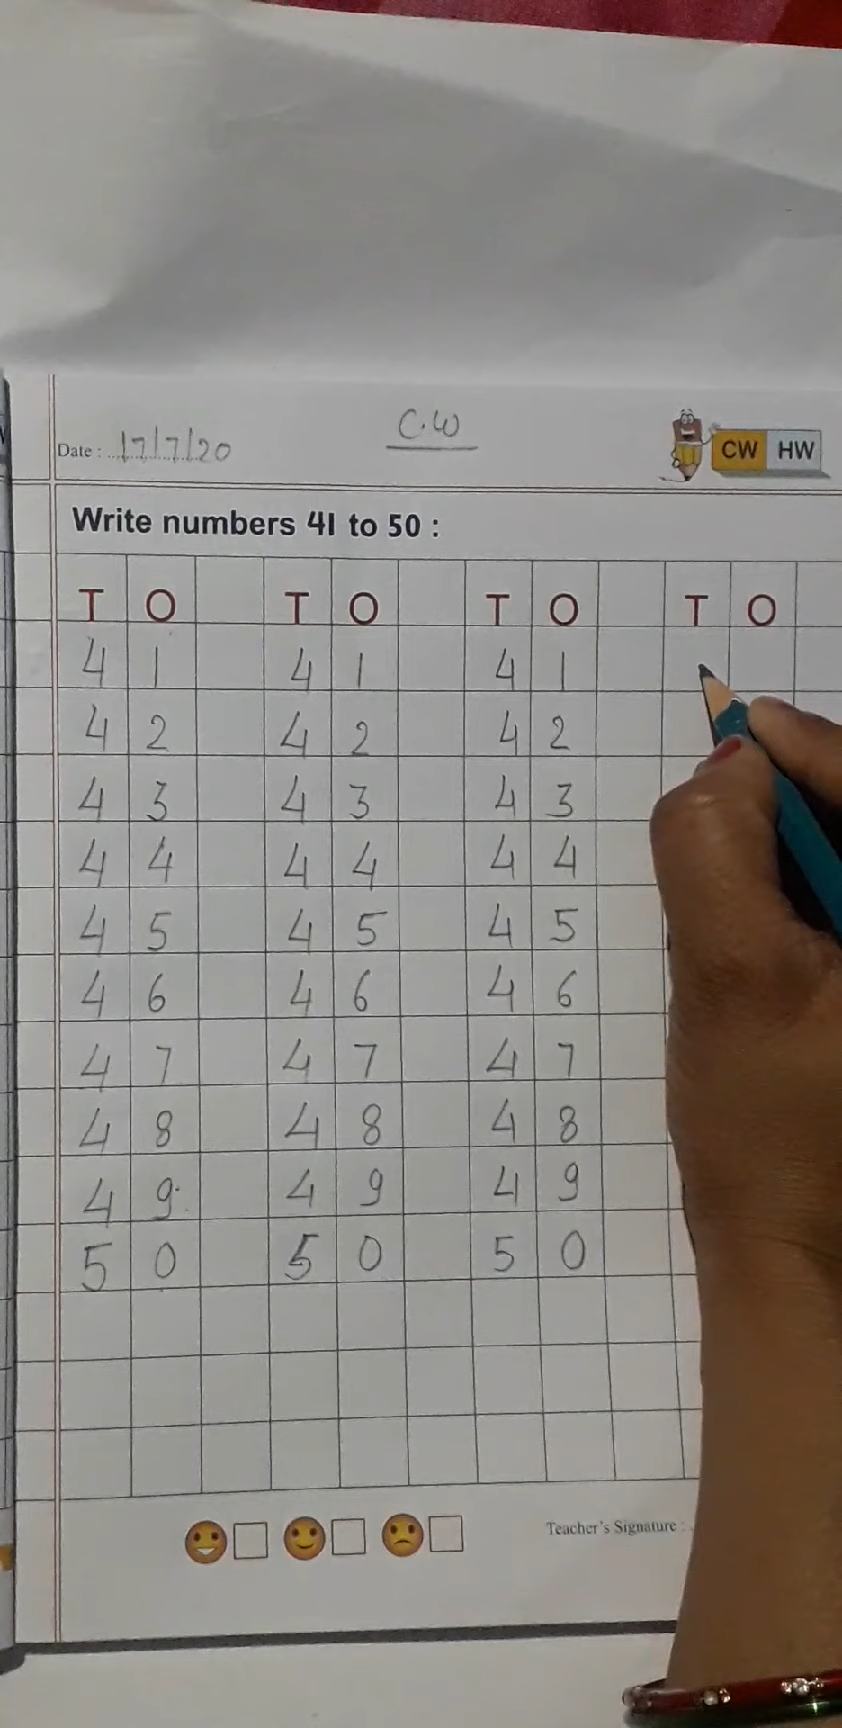 C.W
Date : 17/7/20
CW HW
Write numbers 41 to 50 :
T O T O T O T O
4 1 4 1 4 1
4 2 4 2 4 2
4 3 4 3 4 3
4 4 4 4 4 4
4 5 4 5 4 5
4 6 4 6 4 6
4 7 4 7 4 7
4 8 4 8 4 8
4 9 4 9 4 9
5 0 5 0 5 0
Teacher's Signature :